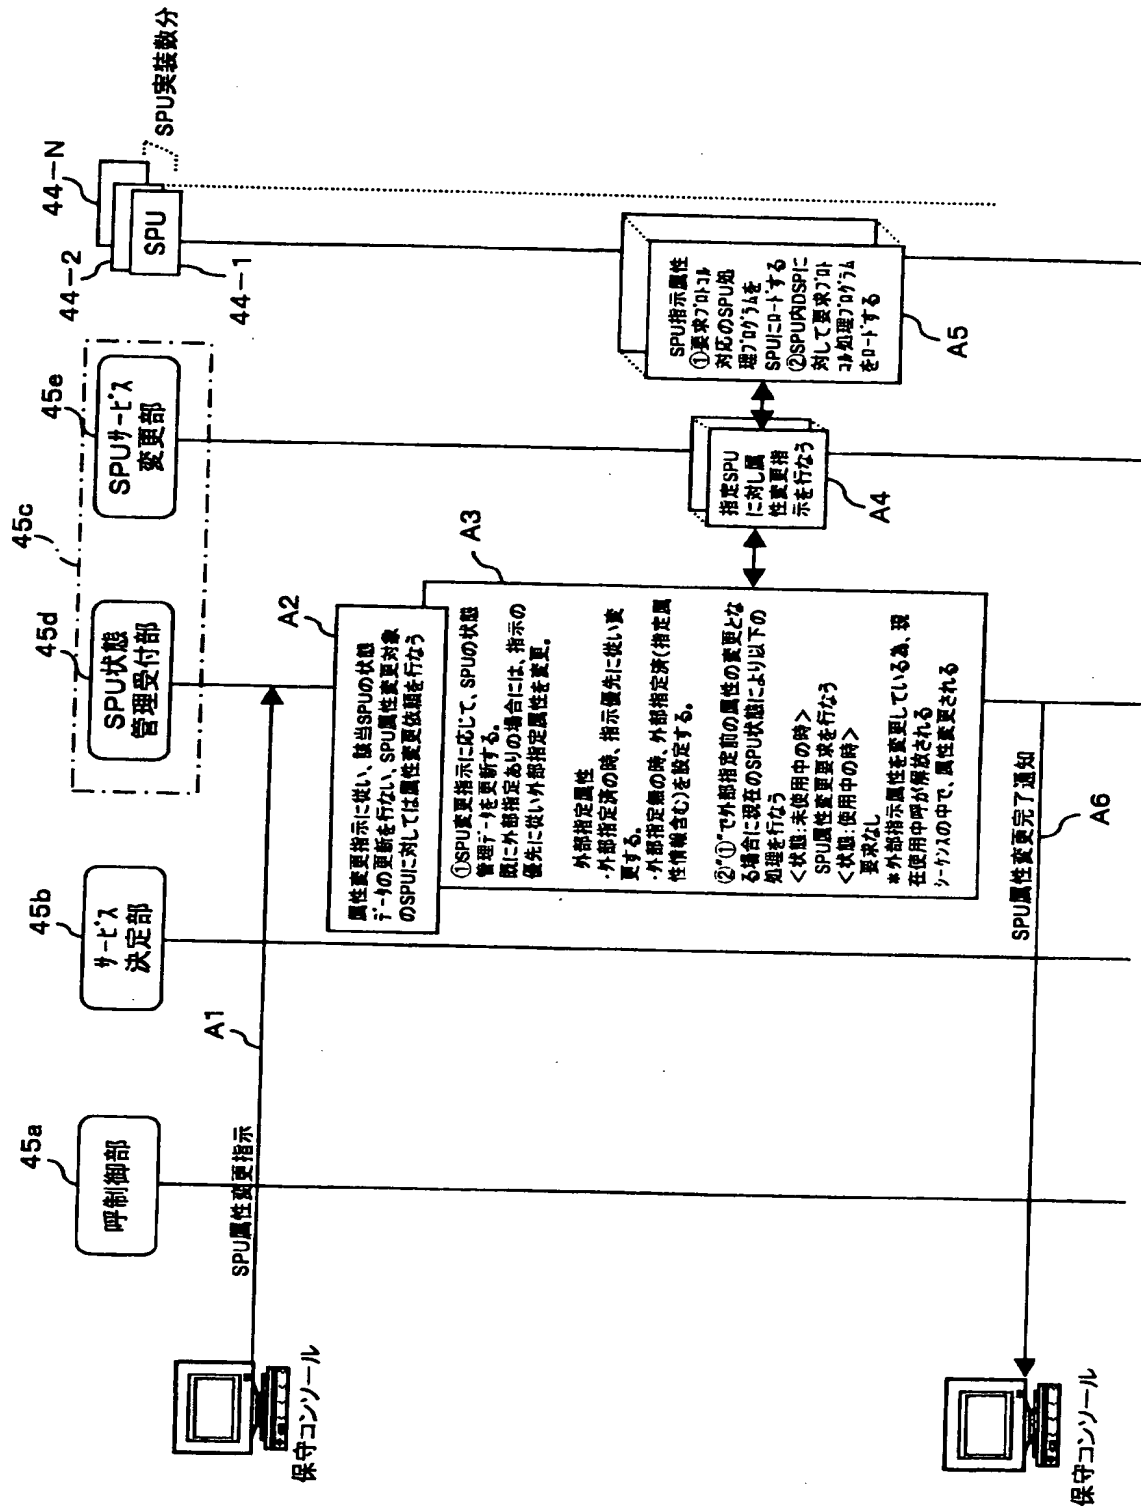 45a
呼制御部
45b
サービス
決定部
45c
45d
SPU状態
管理受付部
45e
SPUサービス
変更部
44-2
44-N
SPU
44-1
SPU実装数分
保守コンソール
SPU属性変更指示
A1
A2
属性変更指示に従い、該当SPUの状態
データの更新を行ない、SPU属性変更対象
のSPUに対しては属性変更依頼を行なう
A3
①SPU変更指示に応じて、SPUの状態
管理データを更新する。
既に外部指定ありの場合には、指示の
優先に従い外部指定属性を変更。
外部指定属性
・外部指定済の時、指示優先に従い変
更する。
・外部指定無の時、外部指定済(指定属
性情報含む)を設定する。
②"①"で外部指定前の属性の変更とな
る場合に現在のSPU状態により以下の
処理を行なう
<状態:未使用中の時>
SPU属性変更要求を行なう
<状態:使用中の時>
要求なし
*外部指示属性を変更している為、現
在使用中呼が解放される
シーケンスの中で、属性変更される
指定SPU
に対し属
性変更指
示を行なう
A4
SPU指示属性
①要求プロトコル
対応のSPU処
理プログラムを
SPUにロードする
②SPU内DSPに
対して要求プロト
コル処理プログラム
をロードする
A5
SPU属性変更完了通知
A6
保守コンソール